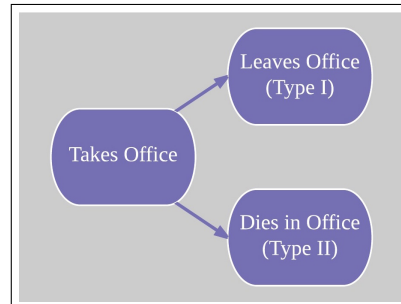 Leaves Office
(Type I)
Takes Office
Dies in Office
(Type II)